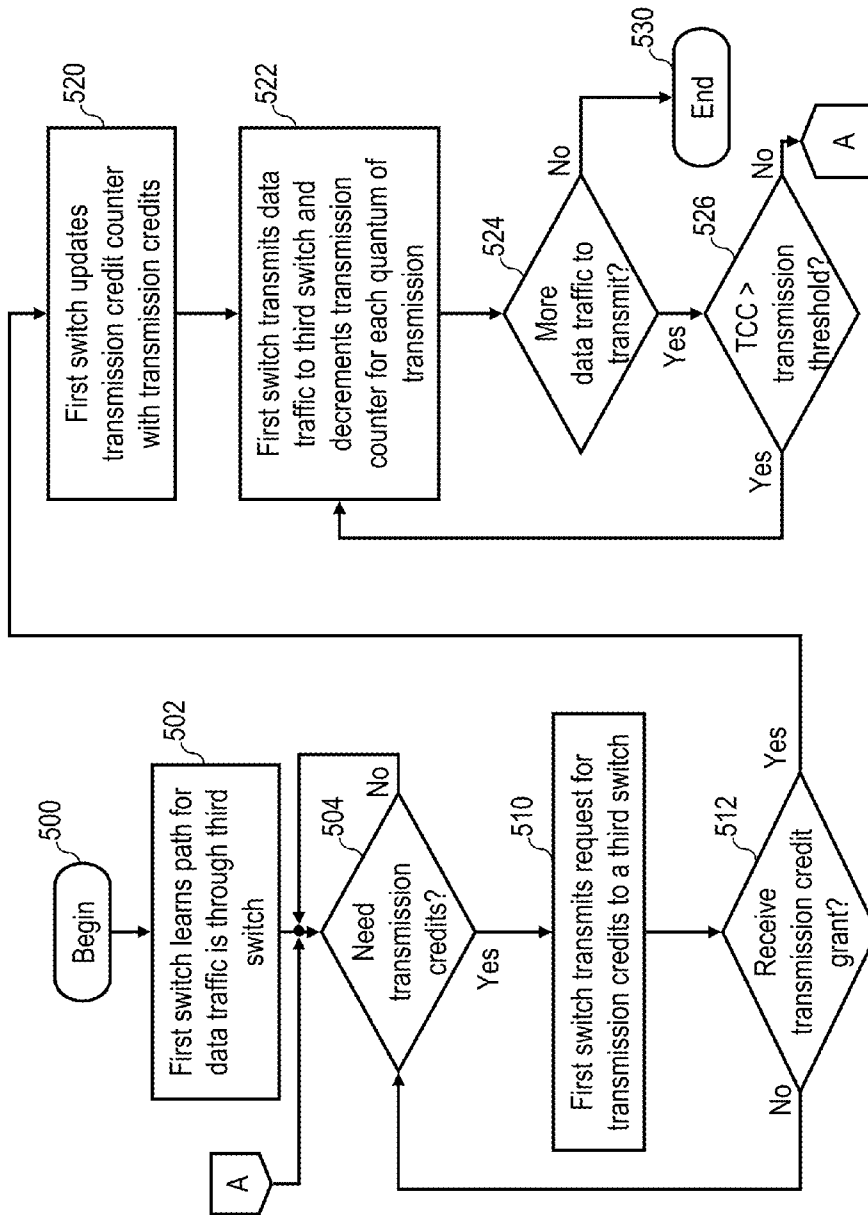 500
Begin
502
First switch learns path for
data traffic is through third
switch
A
504
Need
transmission
credits?
No
Yes
510
First switch transmits request for
transmission credits to a third switch
512
Receive
transmission credit
grant?
No
Yes
520
First switch updates
transmission credit counter
with transmission credits
522
First switch transmits data
traffic to third switch and
decrements transmission
counter for each quantum of
transmission
524
More
data traffic to
transmit?
No
Yes
530
End
526
TCC >
transmission
threshold?
Yes
No
A